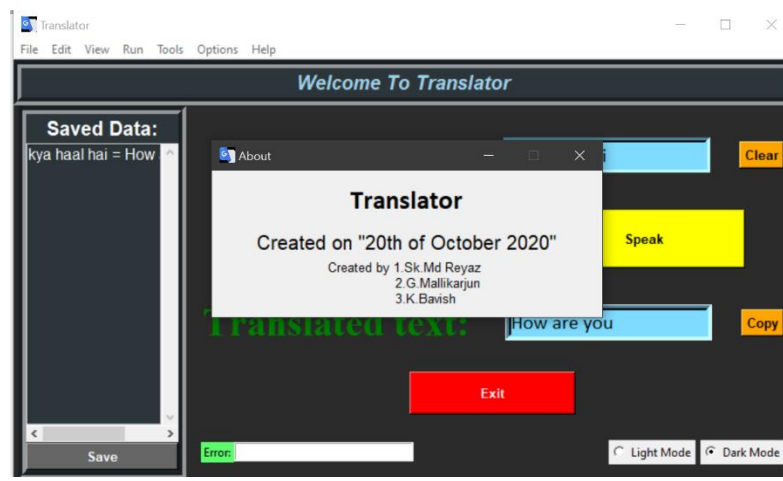 Translator
File Edit View Run Tools Options Help
Welcome To Translator
Saved Data:
kya haal hai = How
Clear
About
Translator
Created on "20th of October 2020"
Created by 1.Sk.Md Reyaz
2.G.Mallikarjun
3.K.Bavish
Speak
Translated text:
How are you
Copy
Exit
Error:
Save
Light Mode
Dark Mode